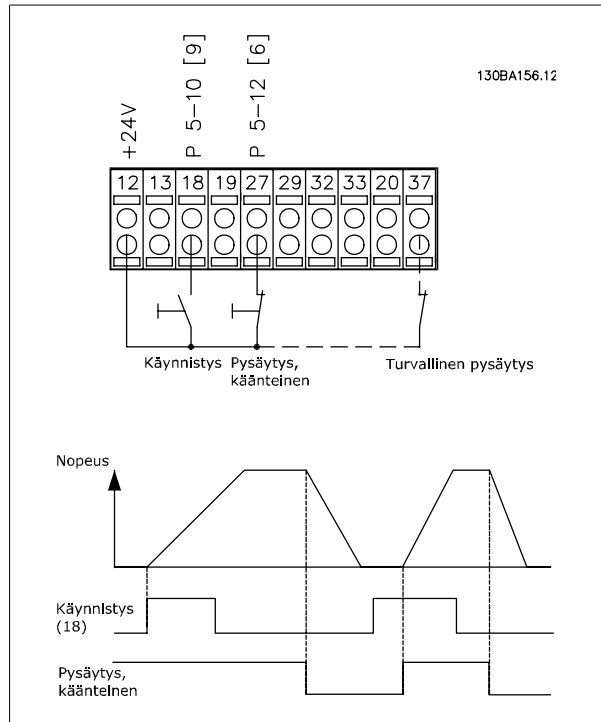 130BA156.12
+24V
P 5-10 [9]
P 5-12 [6]
12 13 18 19 27 29 32 33 20 37
Käynnistys
Pysäytys,
käänteinen
Turvallinen pysäytys
Nopeus
Käynnistys
(18)
Pysäytys,
käänteinen